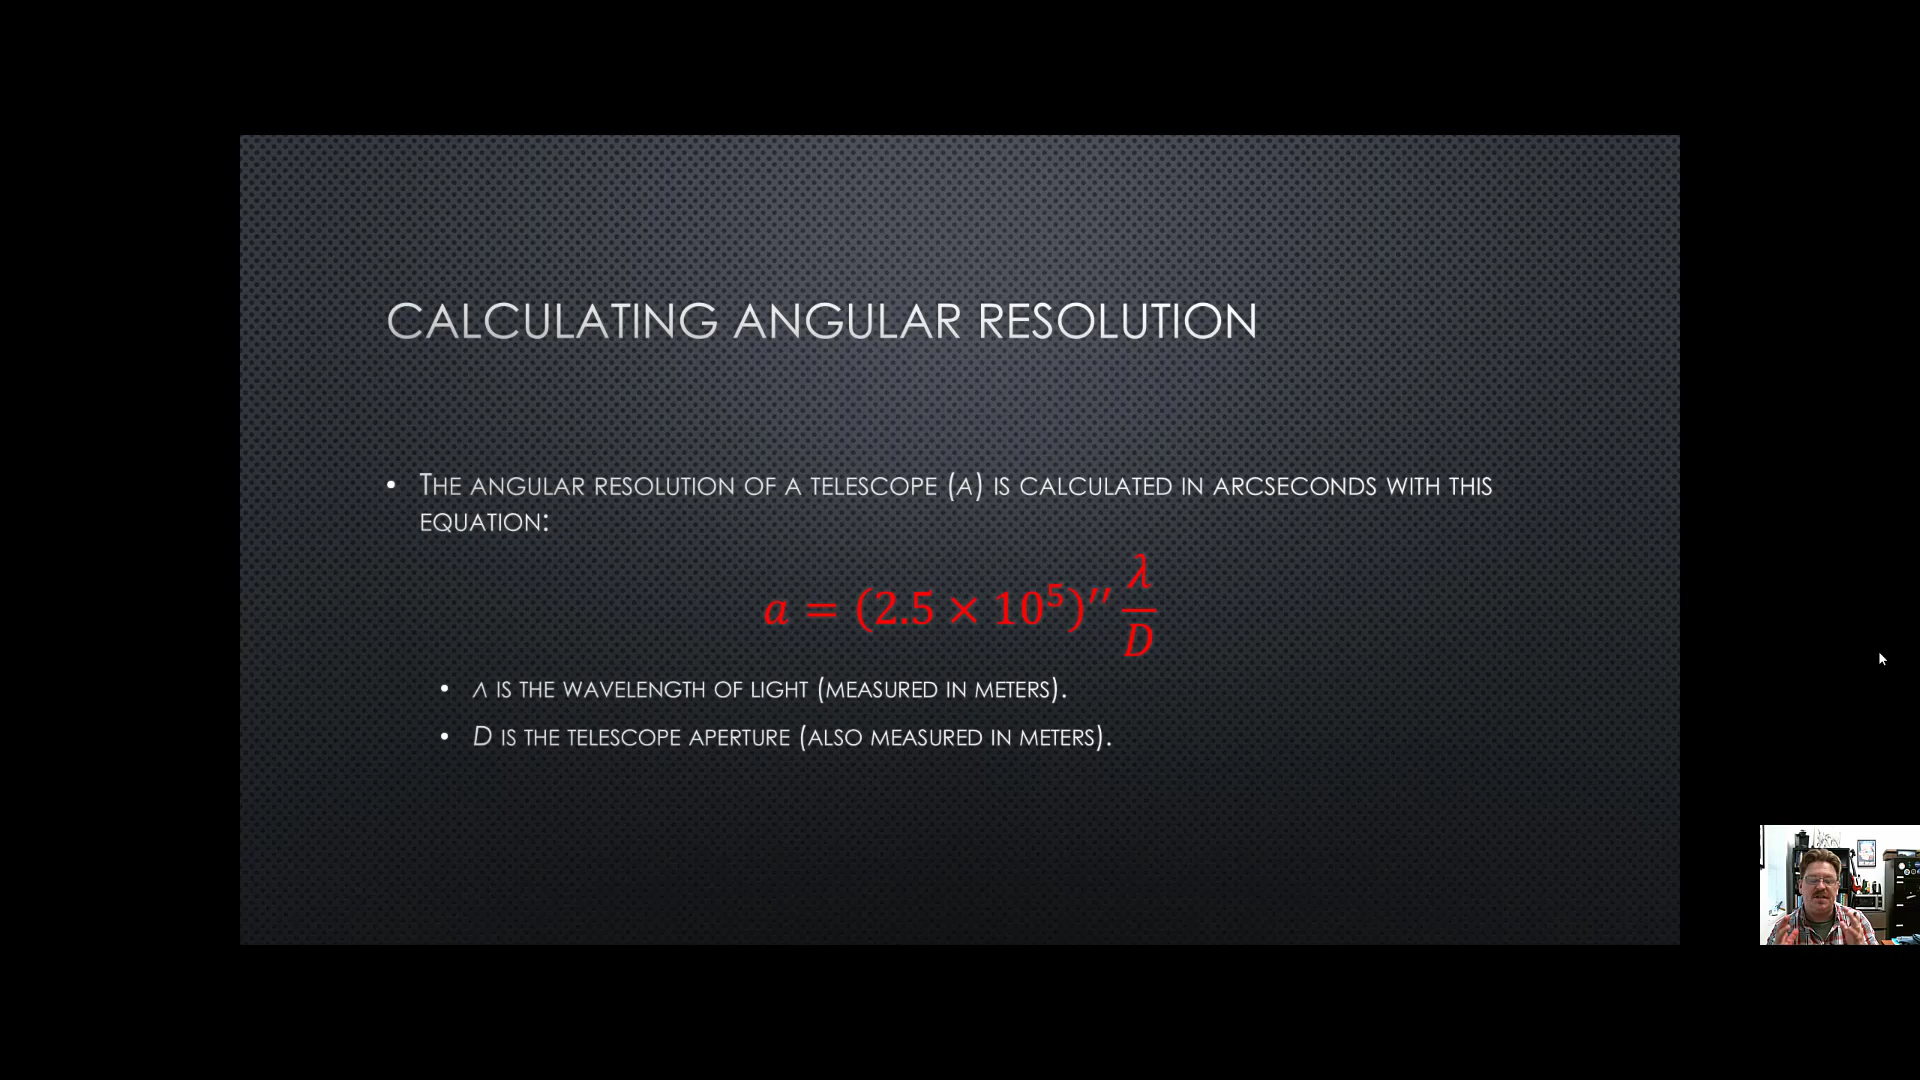 CALCULATING ANGULAR RESOLUTION
• THE ANGULAR RESOLUTION OF A TELESCOPE (A) IS CALCULATED IN ARCSECONDS WITH THIS
EQUATION:
a = (2.5 × 10⁵)″ λ/D
• Λ IS THE WAVELENGTH OF LIGHT (MEASURED IN METERS).
• D IS THE TELESCOPE APERTURE (ALSO MEASURED IN METERS).